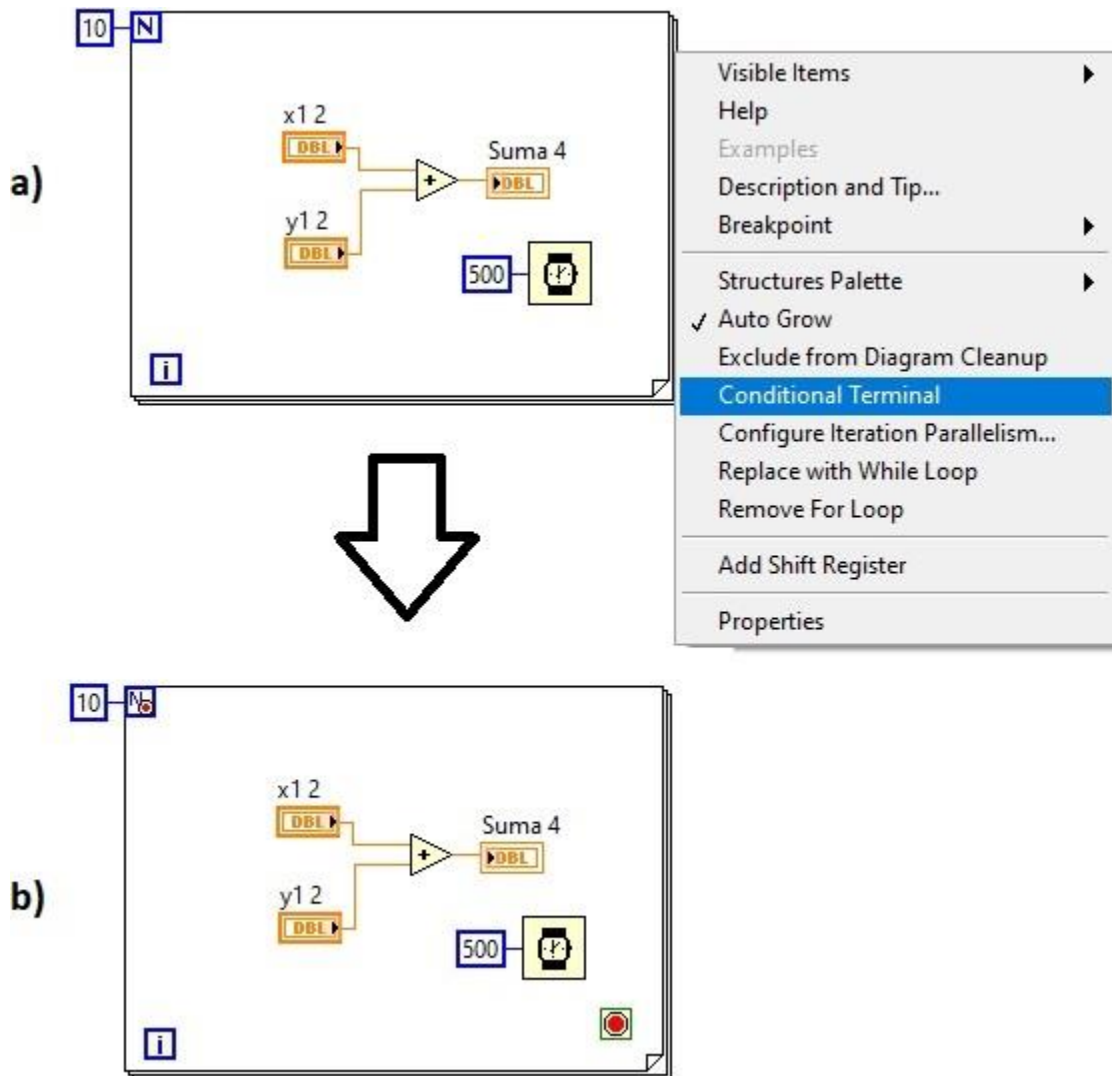 10 N
x1 2
DBL
Suma 4
DBL
a)
y1 2
DBL
500
i
Visible Items
Help
Examples
Description and Tip...
Breakpoint
Structures Palette
✓ Auto Grow
Exclude from Diagram Cleanup
Conditional Terminal
Configure Iteration Parallelism...
Replace with While Loop
Remove For Loop
Add Shift Register
Properties
10 N
x1 2
DBL
Suma 4
DBL
b)
y1 2
DBL
500
i